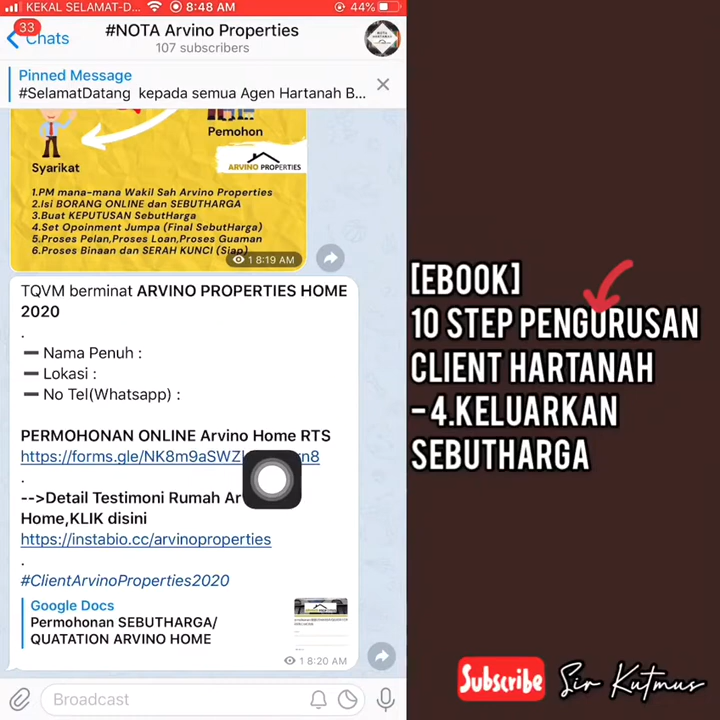 KEKAL SELAMAT-D... 8:48 AM 44%
33
Chats
#NOTA Arvino Properties
107 subscribers
Pinned Message
#SelamatDatang kepada semua Agen Hartanah B...
Pemohon
Syarikat
ARVINO PROPERTIES
1.PM mana-mana Wakil Sah Arvino Properties
2.Isi BORANG ONLINE dan SEBUTHARGA
3.Buat KEPUTUSAN SebutHarga
4.Set Opoinment Jumpa (Final SebutHarga)
5.Proses Pelan,Proses Loan,Proses Guaman
6.Proses Binaan dan SERAH KUNCI (Siap)
1 8:19 AM
TQVM berminat ARVINO PROPERTIES HOME
2020
.
➖ Nama Penuh :
➖ Lokasi :
➖ No Tel(Whatsapp) :
PERMOHONAN ONLINE Arvino Home RTS
.
-->Detail Testimoni Rumah Ar
Home,KLIK disini
https://instabio.cc/arvinoproperties
.
#ClientArvinoProperties2020
Google Docs
Permohonan SEBUTHARGA/
QUATATION ARVINO HOME
1 8:20 AM
Broadcast
[EBOOK]
10 STEP PENGURUSAN
CLIENT HARTANAH
- 4.KELUARKAN
SEBUTHARGA
Subscribe Sir Kutmus